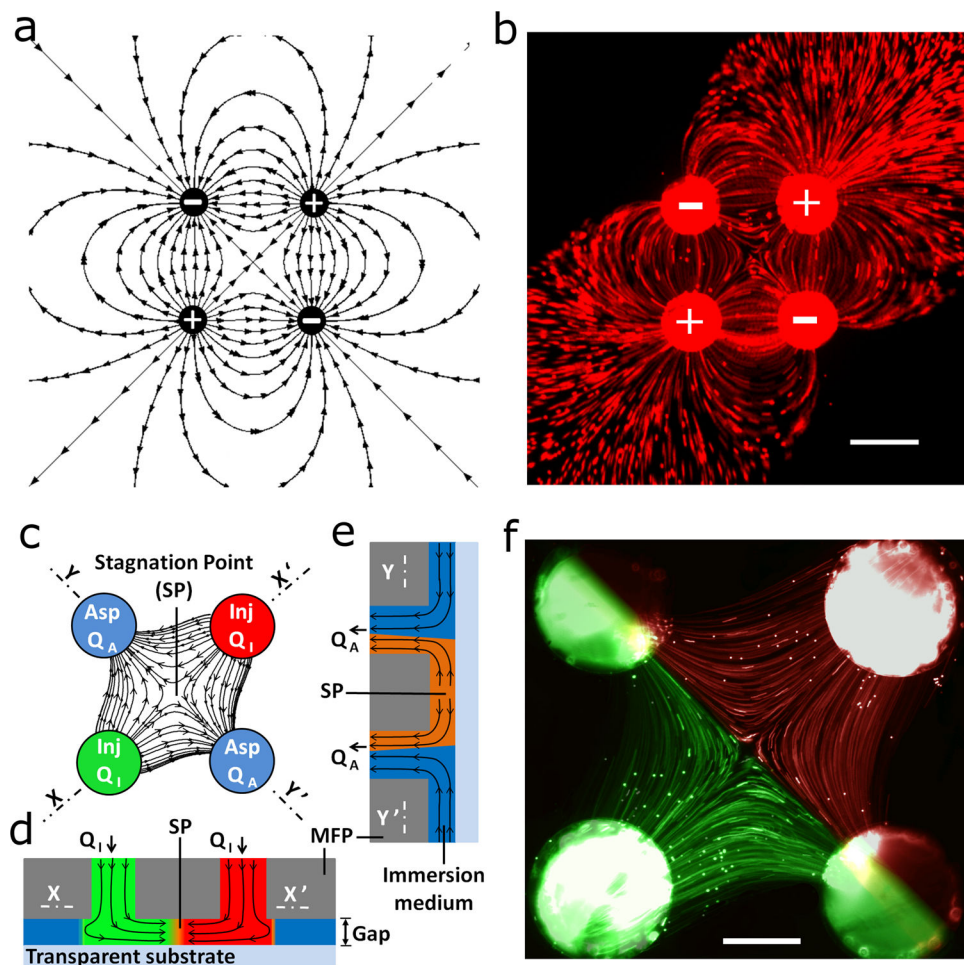 a
b
- +
+ -
- +
+ -
c
Stagnation Point
(SP)
Y
X'
Asp
Q A
Inj
Q I
Inj
Q I
Asp
Q A
X
Y'
d
Q I
SP
Q I
MFP
X
X'
Gap
Transparent substrate
e
Y
Q A
SP
Q A
Y'
Immersion
medium
f